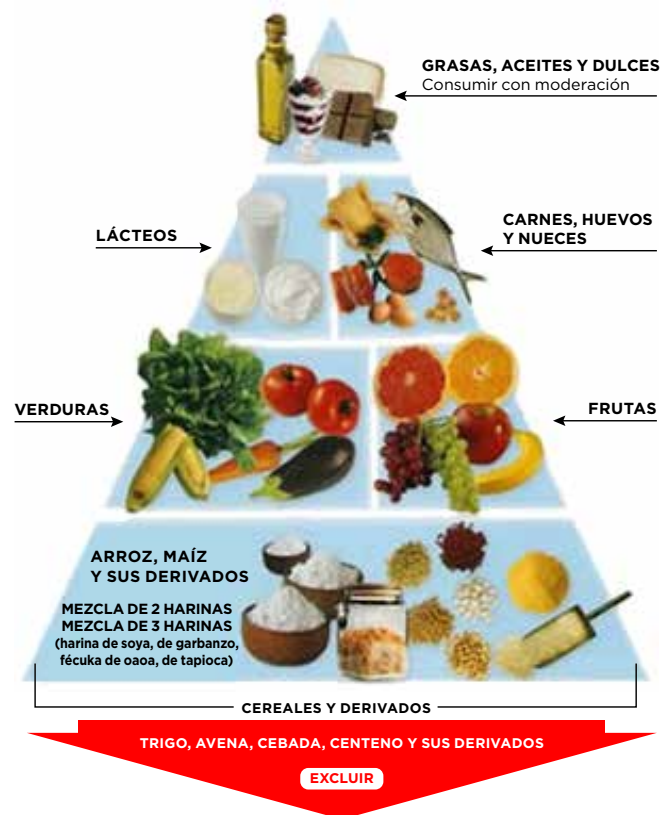 GRASAS, ACEITES Y DULCES
Consumir con moderación
LÁCTEOS
CARNES, HUEVOS
Y NUECES
VERDURAS
FRUTAS
ARROZ, MAÍZ
Y SUS DERIVADOS
MEZCLA DE 2 HARINAS
MEZCLA DE 3 HARINAS
(harina de soya, de garbanzo,
fécuka de oaoa, de tapioca)
CEREALES Y DERIVADOS
TRIGO, AVENA, CEBADA, CENTENO Y SUS DERIVADOS
EXCLUIR